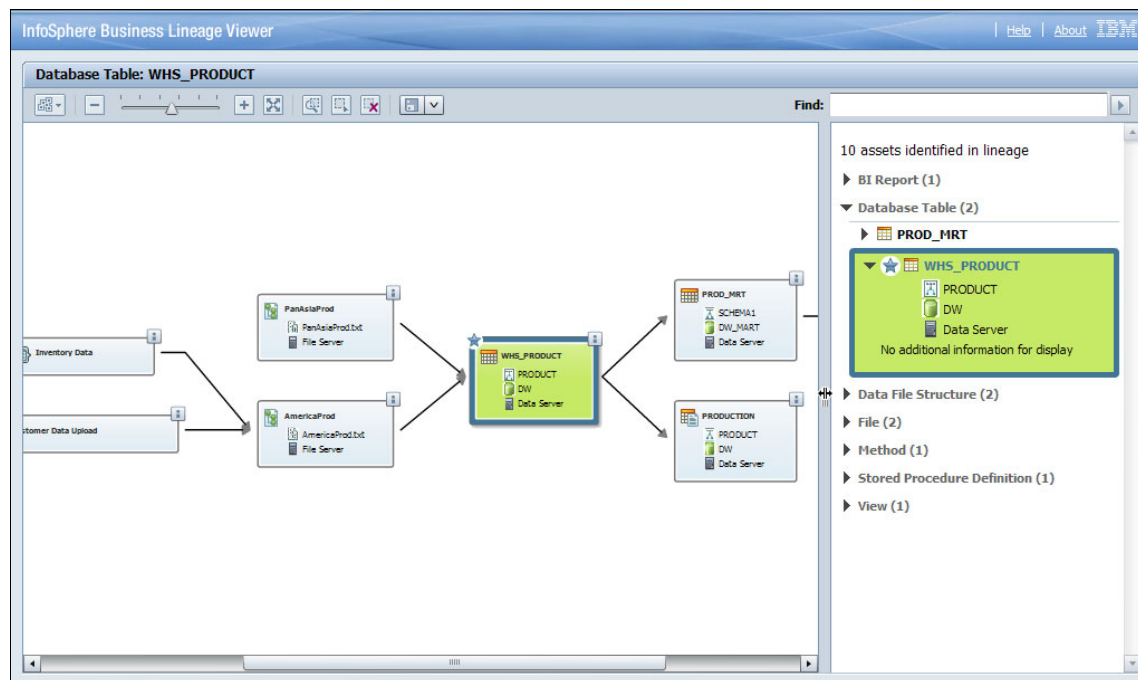 InfoSphere Business Lineage Viewer
Help
About
IBM
Database Table: WHS_PRODUCT
Find:
Inventory Data
tomer Data Upload
PanAsiaProd
PanAsiaProd.txt
File Server
AmericaProd
AmericaProd.txt
File Server
WHS_PRODUCT
PRODUCT
DW
Data Server
PROD_MRT
SCHEMA1
DW_MART
Data Server
PRODUCTION
PRODUCT
DW
Data Server
10 assets identified in lineage
BI Report (1)
Database Table (2)
PROD_MRT
WHS_PRODUCT
PRODUCT
DW
Data Server
No additional information for display
Data File Structure (2)
File (2)
Method (1)
Stored Procedure Definition (1)
View (1)